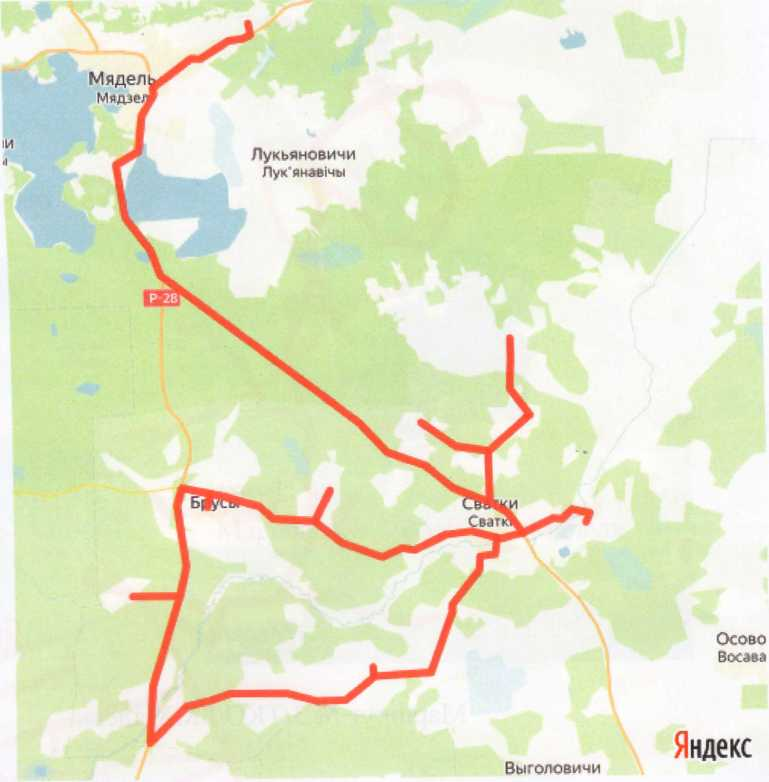 Мядель
Мядзел
Лукьяновичи
Лук'янавічы
Р-28
Брусы
Сватки
Сваткі
Осово
Восава
Яндекс
Выголовичи